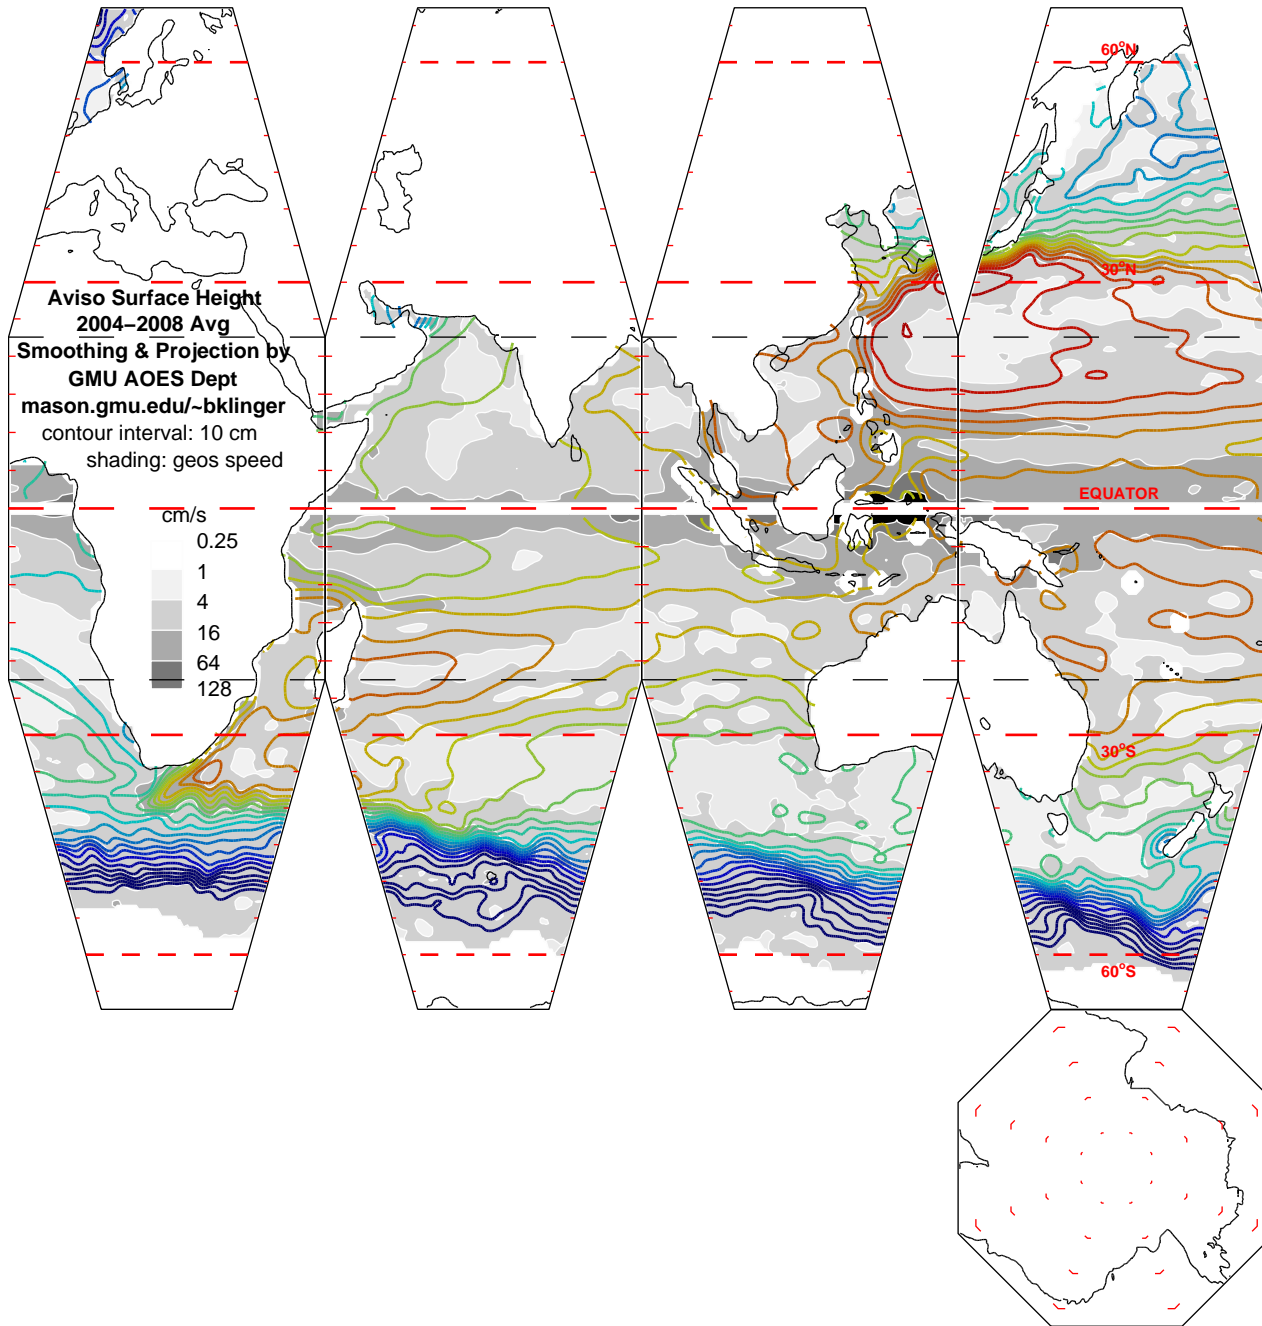 60°N
30°N
Aviso Surface Height
2004–2008 Avg
Smoothing & Projection by
GMU AOES Dept
mason.gmu.edu/~bklinger
contour interval: 10 cm
shading: geos speed
EQUATOR
cm/s
0.25
1
4
16
64
128
30°S
60°S